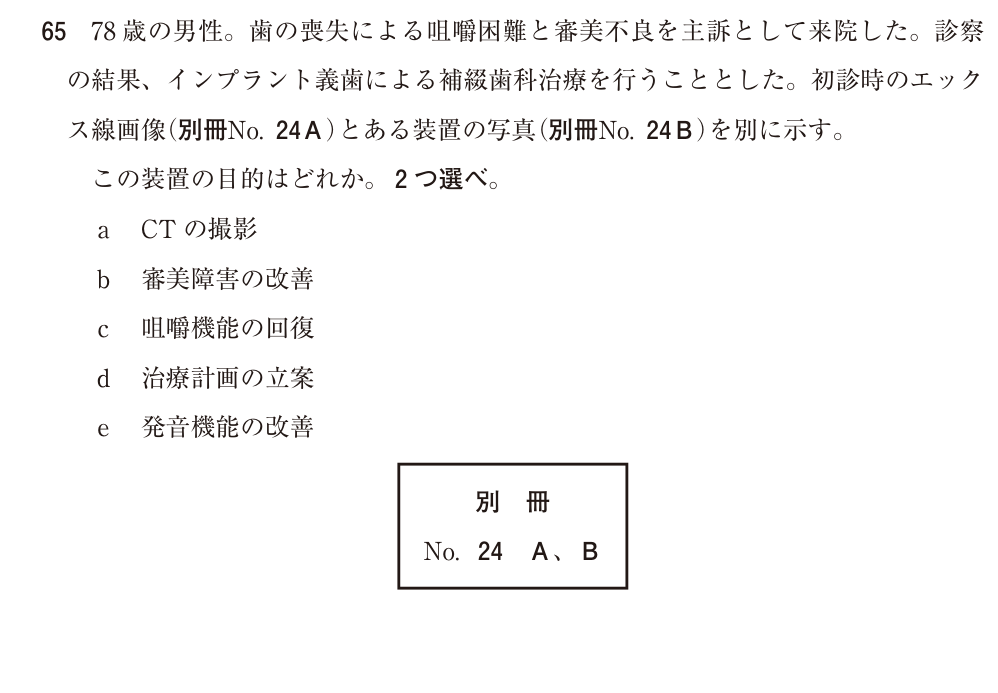 65 78歳の男性。歯の喪失による咀嚼困難と審美不良を主訴として来院した。診察
の結果、インプラント義歯による補綴歯科治療を行うこととした。初診時のエック
ス線画像(別冊No. 24A)とある装置の写真(別冊No. 24B)を別に示す。
この装置の目的はどれか。2つ選べ。
a CTの撮影
b 審美障害の改善
c 咀嚼機能の回復
d 治療計画の立案
e 発音機能の改善
別 冊
No. 24 A、B